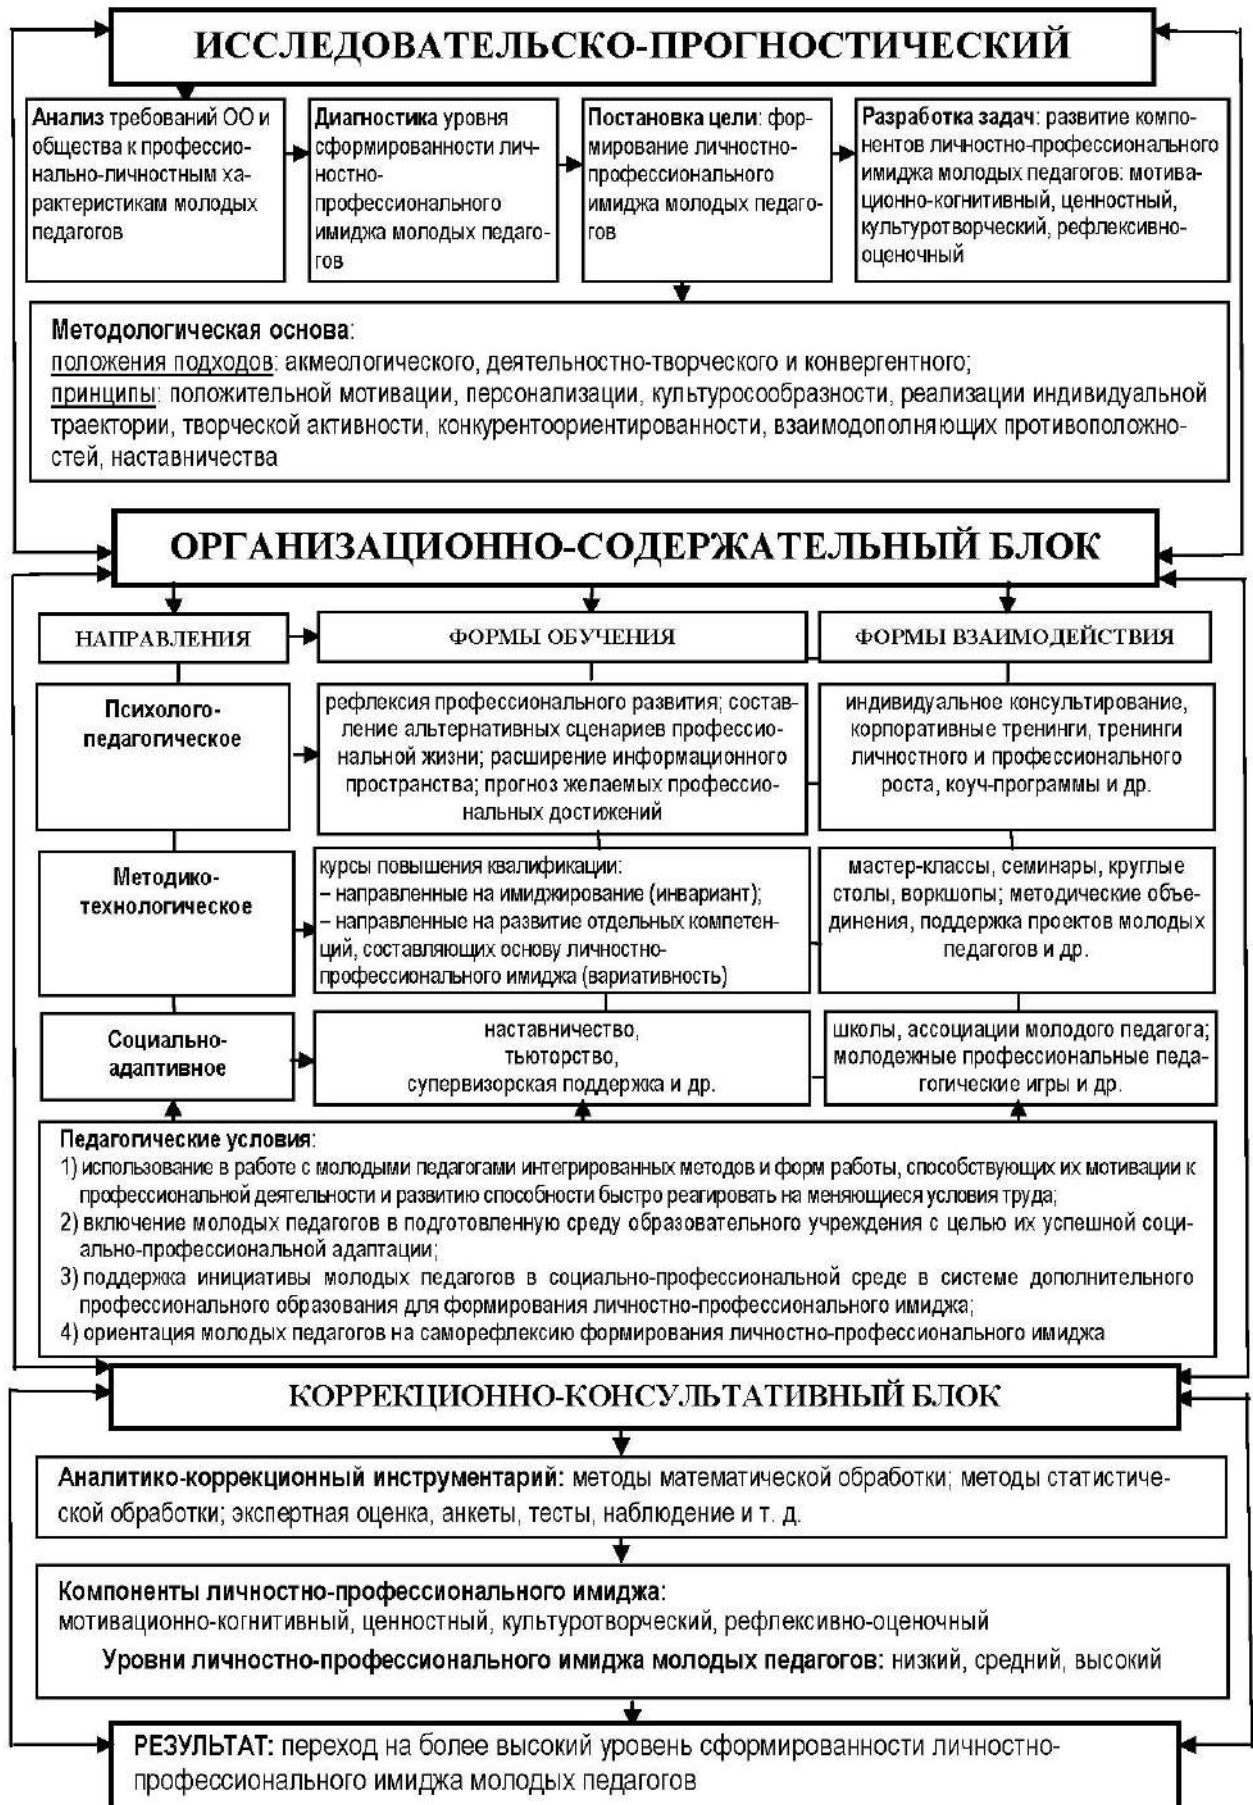 ИССЛЕДОВАТЕЛЬСКО-ПРОГНОСТИЧЕСКИЙ
Анализ требований ОО и
общества к профессио-
нально-личностным ха-
рактеристикам молодых
педагогов
Диагностика уровня
сформированности лич-
ностно-
профессионального
имиджа молодых педаго-
гов
Постановка цели: фор-
мирование личностно-
профессионального
имиджа молодых педаго-
гов
Разработка задач: развитие компо-
нентов личностно-профессионального
имиджа молодых педагогов: мотива-
ционно-когнитивный, ценностный,
культуротворческий, рефлексивно-
оценочный
Методологическая основа:
положения подходов: акмеологического, деятельностно-творческого и конвергентного;
принципы: положительной мотивации, персонализации, культуросообразности, реализации индивидуальной
траектории, творческой активности, конкурентоориентированности, взаимодополняющих противоположно-
стей, наставничества
ОРГАНИЗАЦИОННО-СОДЕРЖАТЕЛЬНЫЙ БЛОК
НАПРАВЛЕНИЯ
ФОРМЫ ОБУЧЕНИЯ
ФОРМЫ ВЗАИМОДЕЙСТВИЯ
Психолого-
педагогическое
рефлексия профессионального развития; состав-
ление альтернативных сценариев профессио-
нальной жизни; расширение информационного
пространства; прогноз желаемых профессио-
нальных достижений
индивидуальное консультирование,
корпоративные тренинги, тренинги
личностного и профессионального
роста, коуч-программы и др.
Методико-
технологическое
курсы повышения квалификации:
– направленные на имиджирование (инвариант);
– направленные на развитие отдельных компетен-
ций, составляющих основу личностно-
профессионального имиджа (вариативность)
мастер-классы, семинары, круглые
столы, воркшопы; методические объе-
динения, поддержка проектов молодых
педагогов и др.
Социально-
адаптивное
наставничество,
тьюторство,
супервизорская поддержка и др.
школы, ассоциации молодого педагога;
молодежные профессиональные педа-
гогические игры и др.
Педагогические условия:
1) использование в работе с молодыми педагогами интегрированных методов и форм работы, способствующих их мотивации к
профессиональной деятельности и развитию способности быстро реагировать на меняющиеся условия труда;
2) включение молодых педагогов в подготовленную среду образовательного учреждения с целью их успешной соци-
ально-профессиональной адаптации;
3) поддержка инициативы молодых педагогов в социально-профессиональной среде в системе дополнительного
профессионального образования для формирования личностно-профессионального имиджа;
4) ориентация молодых педагогов на саморефлексию формирования личностно-профессионального имиджа
КОРРЕКЦИОННО-КОНСУЛЬТАТИВНЫЙ БЛОК
Аналитико-коррекционный инструментарий: методы математической обработки; методы статистиче-
ской обработки; экспертная оценка, анкеты, тесты, наблюдение и т. д.
Компоненты личностно-профессионального имиджа:
мотивационно-когнитивный, ценностный, культуротворческий, рефлексивно-оценочный
Уровни личностно-профессионального имиджа молодых педагогов: низкий, средний, высокий
РЕЗУЛЬТАТ: переход на более высокий уровень сформированности личностно-
профессионального имиджа молодых педагогов